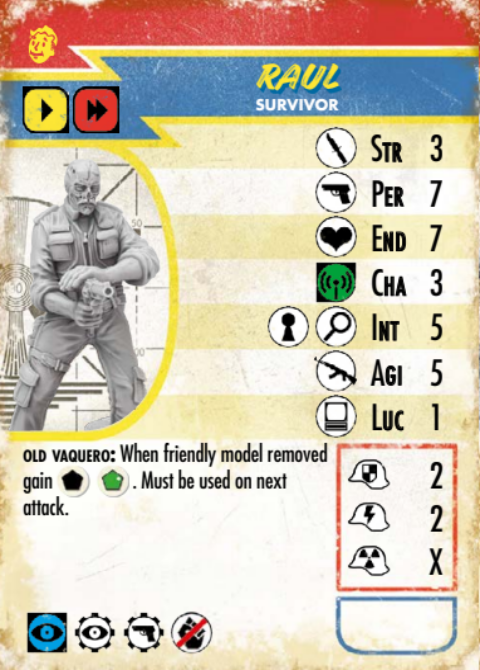 RAUL
SURVIVOR
STR 3
PER 7
END 7
CHA 3
INT 5
AGI 5
LUC 1
OLD VAQUERO: When friendly model removed
gain . Must be used on next
attack.
2
2
X